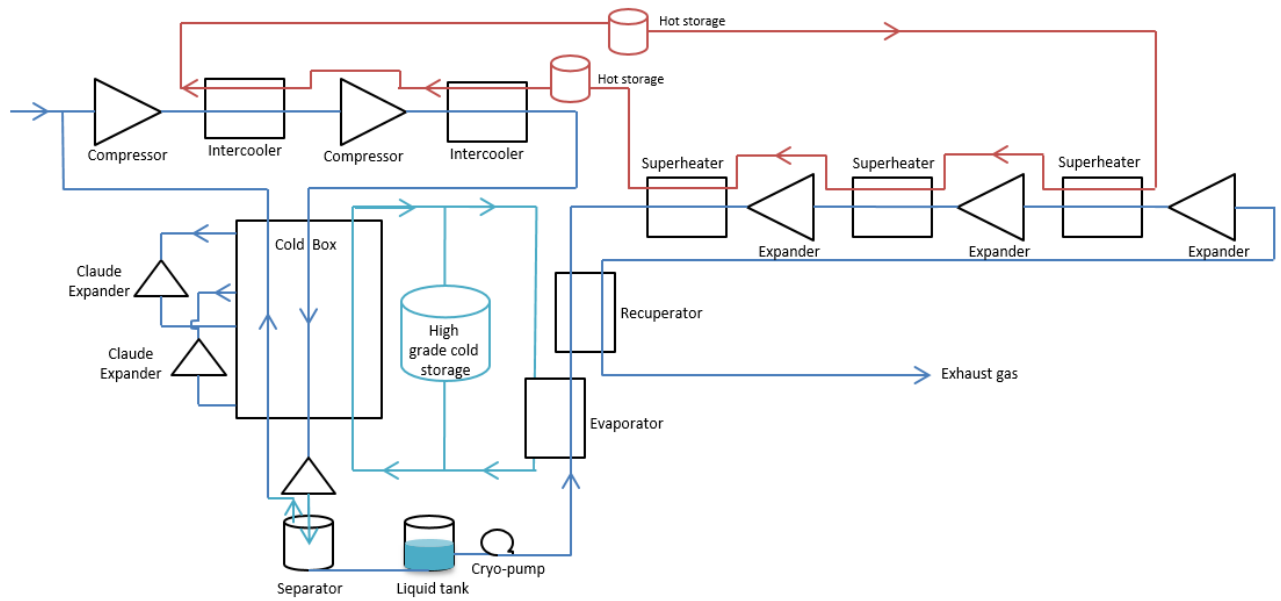 Hot storage
Hot storage
Compressor
Intercooler
Compressor
Intercooler
Superheater
Superheater
Superheater
Expander
Expander
Expander
Cold Box
Claude
Expander
Claude
Expander
High
grade cold
storage
Recuperator
Exhaust gas
Evaporator
Separator
Liquid tank
Cryo-pump